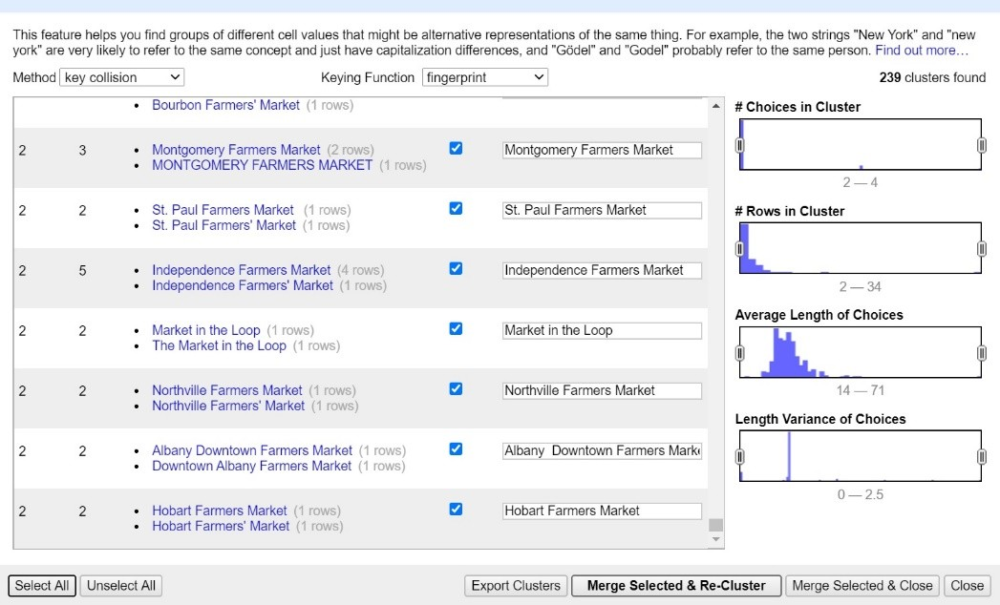 This feature helps you find groups of different cell values that might be alternative representations of the same thing. For example, the two strings "New York" and "new
york" are very likely to refer to the same concept and just have capitalization differences, and "Gödel" and "Godel" probably refer to the same person. Find out more…
Method key collision Keying Function fingerprint 239 clusters found
Bourbon Farmers' Market (1 rows)
2 3 Montgomery Farmers Market (2 rows) Montgomery Farmers Market
MONTGOMERY FARMERS MARKET (1 rows)
2 2 St. Paul Farmers Market (1 rows) St. Paul Farmers Market
St. Paul Farmers' Market (1 rows)
2 5 Independence Farmers Market (4 rows) Independence Farmers Market
Independence Farmers' Market (1 rows)
2 2 Market in the Loop (1 rows) Market in the Loop
The Market in the Loop (1 rows)
2 2 Northville Farmers Market (1 rows) Northville Farmers Market
Northville Farmers' Market (1 rows)
2 2 Albany Downtown Farmers Market (1 rows) Albany  Downtown Farmers Marke
Downtown Albany Farmers Market (1 rows)
2 2 Hobart Farmers Market (1 rows) Hobart Farmers Market
Hobart Farmers' Market (1 rows)
# Choices in Cluster
2 — 4
# Rows in Cluster
2 — 34
Average Length of Choices
14 — 71
Length Variance of Choices
0 — 2.5
Select All Unselect All Export Clusters Merge Selected & Re-Cluster Merge Selected & Close Close